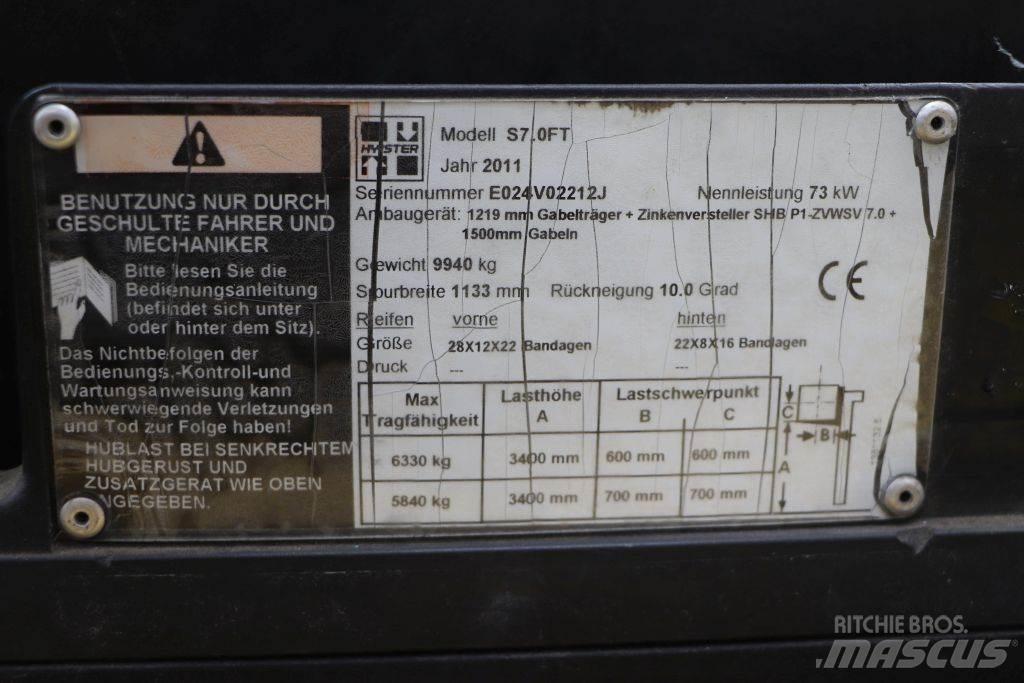 BENUTZUNG NUR DURCH
GESCHULTE FAHRER UND
MECHANIKER
Bitte lesen Sie die
Bedienungsanleitung
(befindet sich unter
oder hinter dem Sitz).
Das Nichtbefolgen der
Bedienungs,-Kontroll-und
Wartungsanweisung kann
schwerwiegende Verletzungen
und Tod zur Folge haben!
HUBLAST BEI SENKRECHTEM
HUBGERUST UND
ZUSATZGERAT WIE OBEN
ANGEGEBEN.
HYSTER
Modell S7.0FT
Jahr 2011
Seriennummer E024V02212J Nennleistung 73 kW
Ambaugerät: 1219 mm Gabelträger + Zinkenversteller SHB P1-ZVWSV 7.0 +
1500mm Gabeln
Gewicht 9940 kg
Spurbreite 1133 mm Rückneigung 10.0 Grad
CE
Reifen vorne hinten
Größe 28X12X22 Bandagen 22X8X16 Bandagen
Druck --- ---
Max Tragfähigkeit Lasthöhe A Lastschwerpunkt B C
6330 kg 3400 mm 600 mm 600 mm
5840 kg 3400 mm 700 mm 700 mm
C
B
A
RITCHIE BROS.
MASCUS